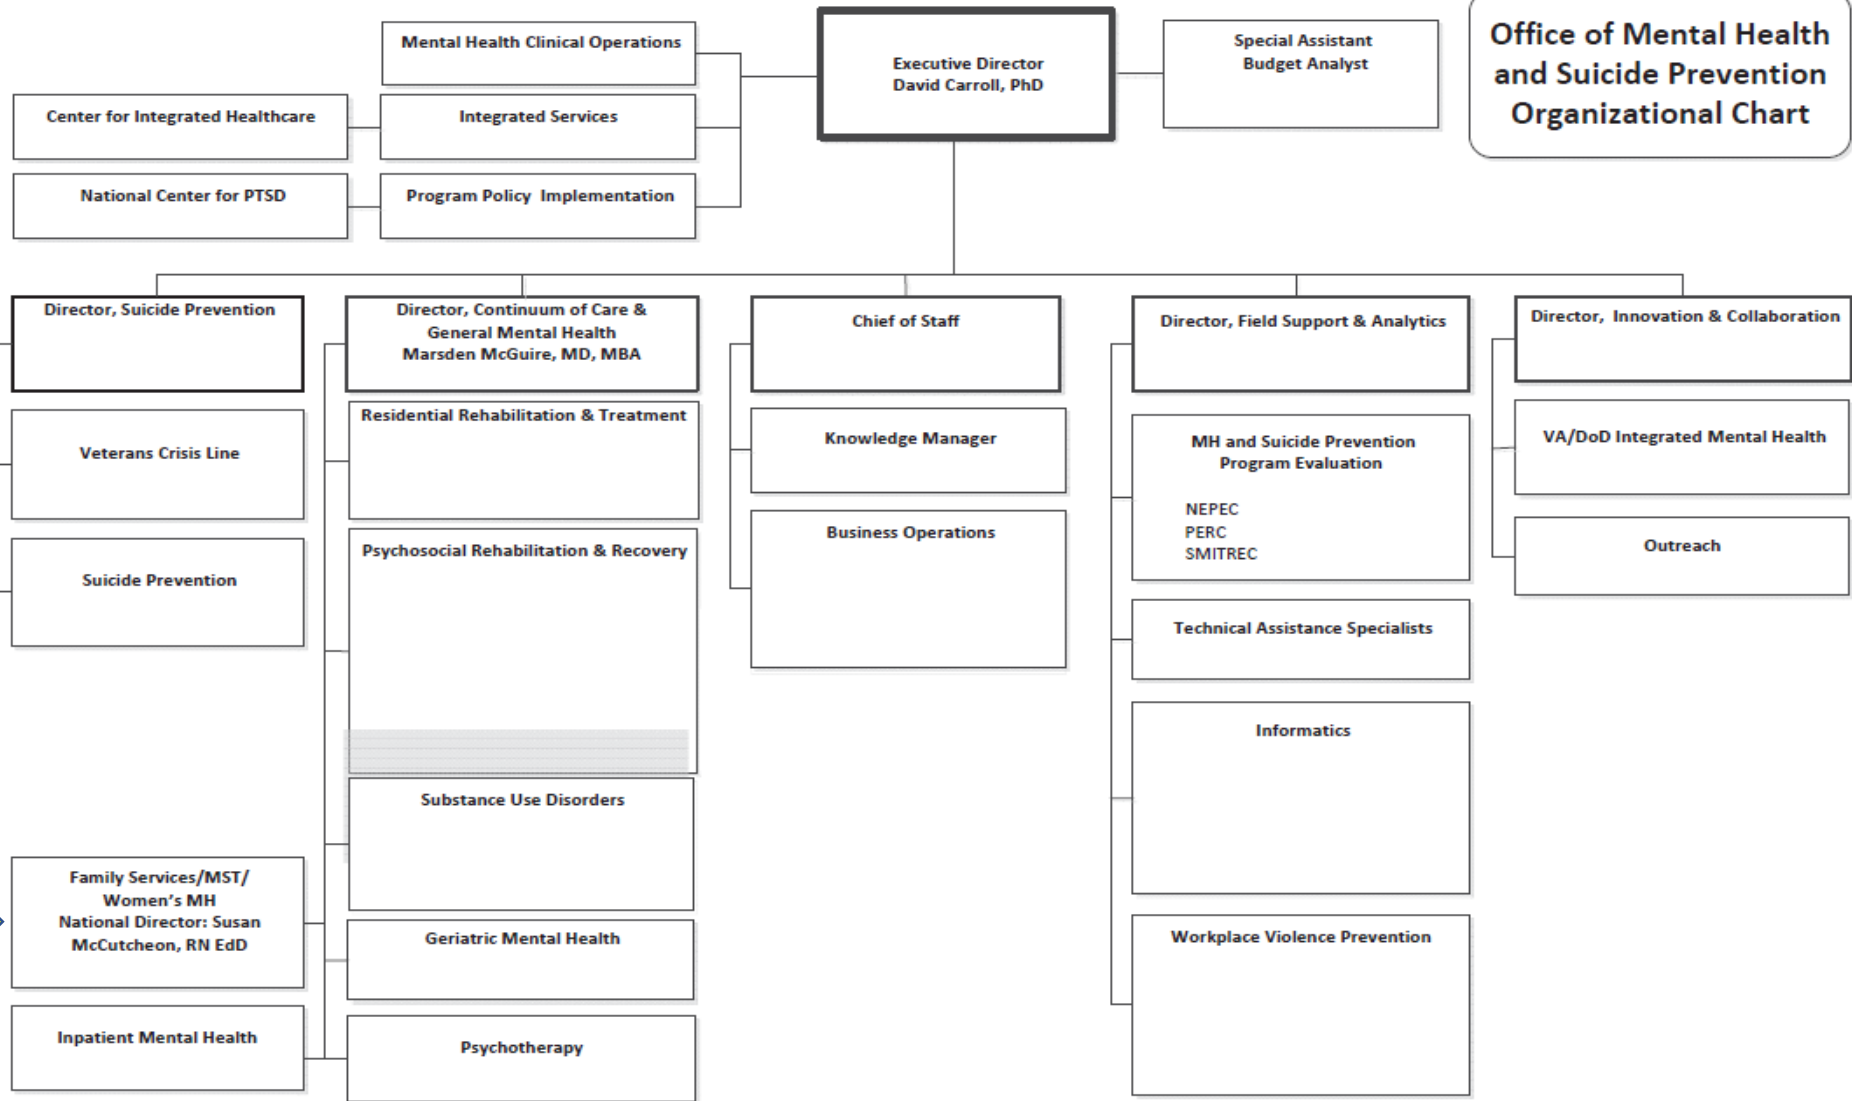 Mental Health Clinical Operations
Executive Director
David Carroll, PhD
Special Assistant
Budget Analyst
Office of Mental Health
and Suicide Prevention
Organizational Chart
Center for Integrated Healthcare
Integrated Services
National Center for PTSD
Program Policy Implementation
Director, Suicide Prevention
Veterans Crisis Line
Suicide Prevention
Director, Continuum of Care &
General Mental Health
Marsden McGuire, MD, MBA
Residential Rehabilitation & Treatment
Psychosocial Rehabilitation & Recovery
Substance Use Disorders
Family Services/MST/
Women's MH
National Director: Susan
McCutcheon, RN EdD
Geriatric Mental Health
Inpatient Mental Health
Psychotherapy
Chief of Staff
Knowledge Manager
Business Operations
Director, Field Support & Analytics
MH and Suicide Prevention
Program Evaluation
NEPEC
PERC
SMITREC
Technical Assistance Specialists
Informatics
Workplace Violence Prevention
Director, Innovation & Collaboration
VA/DoD Integrated Mental Health
Outreach